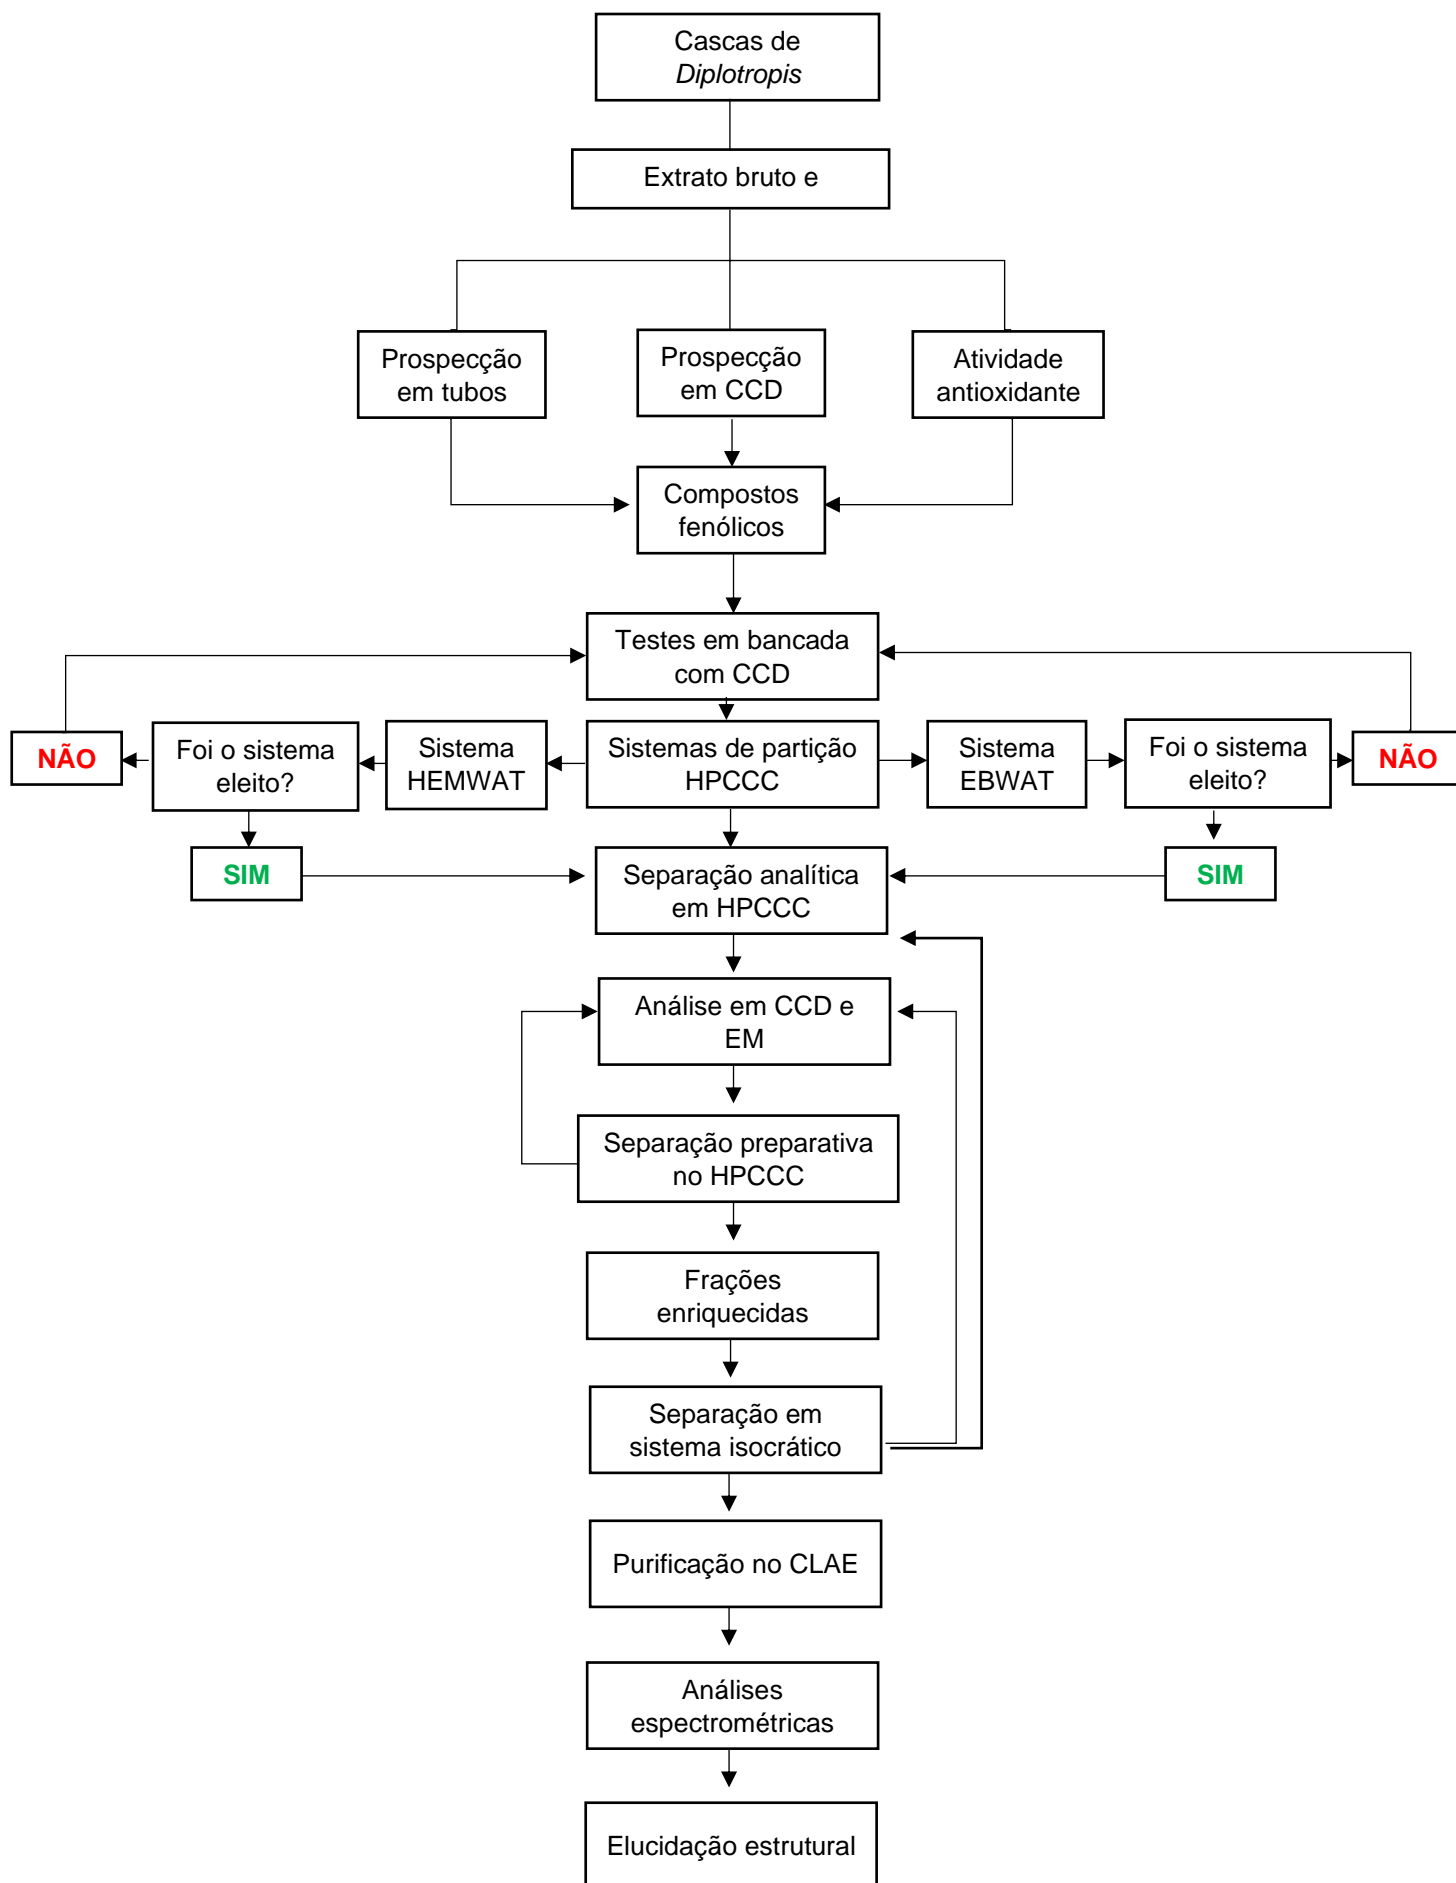 Cascas de
Diplotropis
Extrato bruto e
Prospecção
em tubos
Prospecção
em CCD
Atividade
antioxidante
Compostos
fenólicos
Testes em bancada
com CCD
NÃO
Foi o sistema
eleito?
Sistema
HEMWAT
Sistemas de partição
HPCCC
Sistema
EBWAT
Foi o sistema
eleito?
NÃO
SIM
Separação analítica
em HPCCC
SIM
Análise em CCD e
EM
Separação preparativa
no HPCCC
Frações
enriquecidas
Separação em
sistema isocrático
Purificação no CLAE
Análises
espectrométricas
Elucidação estrutural